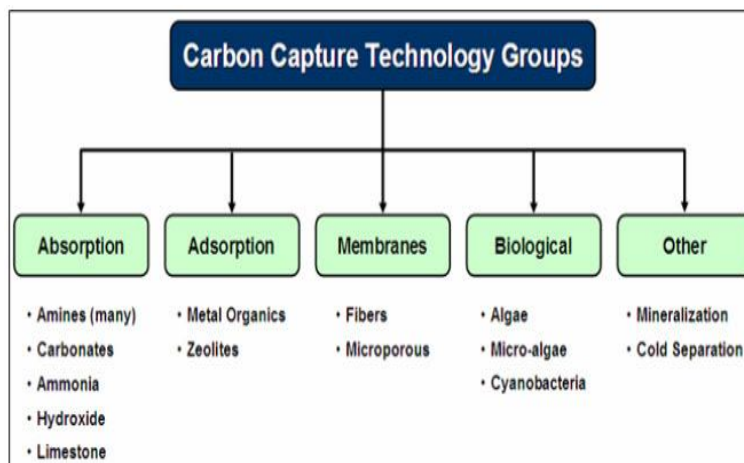 Carbon Capture Technology Groups
Absorption
• Amines (many)
• Carbonates
• Ammonia
• Hydroxide
• Limestone
Adsorption
• Metal Organics
• Zeolites
Membranes
• Fibers
• Microporous
Biological
• Algae
• Micro-algae
• Cyanobacteria
Other
• Mineralization
• Cold Separation